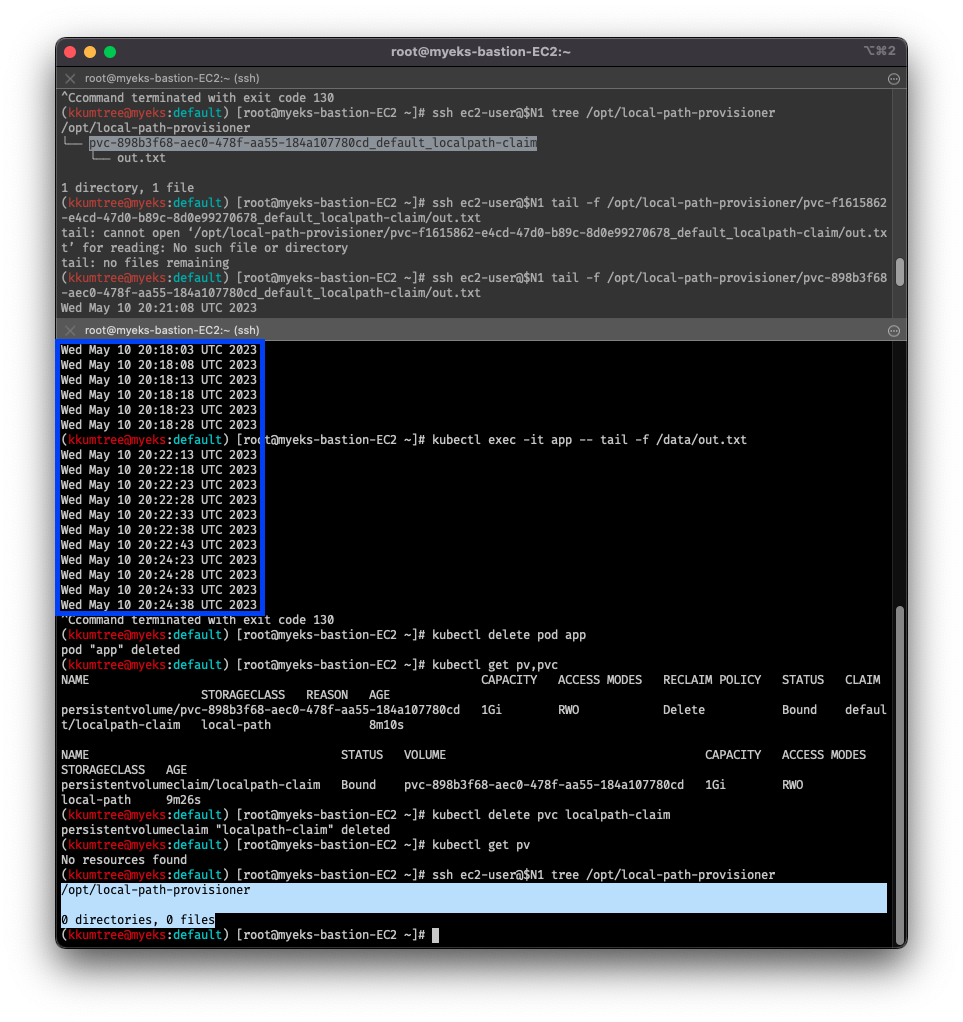 root@myeks-bastion-EC2:~
⌥⌘2
root@myeks-bastion-EC2:~ (ssh)
^Ccommand terminated with exit code 130
(kkumtree@myeks:default) [root@myeks-bastion-EC2 ~]# ssh ec2-user@$N1 tree /opt/local-path-provisioner
/opt/local-path-provisioner
└── pvc-898b3f68-aec0-478f-aa55-184a107780cd_default_localpath-claim
    └── out.txt
1 directory, 1 file
(kkumtree@myeks:default) [root@myeks-bastion-EC2 ~]# ssh ec2-user@$N1 tail -f /opt/local-path-provisioner/pvc-f1615862
-e4cd-47d0-b89c-8d0e99270678_default_localpath-claim/out.txt
tail: cannot open ‘/opt/local-path-provisioner/pvc-f1615862-e4cd-47d0-b89c-8d0e99270678_default_localpath-claim/out.tx
t’ for reading: No such file or directory
tail: no files remaining
(kkumtree@myeks:default) [root@myeks-bastion-EC2 ~]# ssh ec2-user@$N1 tail -f /opt/local-path-provisioner/pvc-898b3f68
-aec0-478f-aa55-184a107780cd_default_localpath-claim/out.txt
Wed May 10 20:21:08 UTC 2023
root@myeks-bastion-EC2:~ (ssh)
Wed May 10 20:18:03 UTC 2023
Wed May 10 20:18:08 UTC 2023
Wed May 10 20:18:13 UTC 2023
Wed May 10 20:18:18 UTC 2023
Wed May 10 20:18:23 UTC 2023
Wed May 10 20:18:28 UTC 2023
(kkumtree@myeks:default) [root@myeks-bastion-EC2 ~]# kubectl exec -it app -- tail -f /data/out.txt
Wed May 10 20:22:13 UTC 2023
Wed May 10 20:22:18 UTC 2023
Wed May 10 20:22:23 UTC 2023
Wed May 10 20:22:28 UTC 2023
Wed May 10 20:22:33 UTC 2023
Wed May 10 20:22:38 UTC 2023
Wed May 10 20:22:43 UTC 2023
Wed May 10 20:24:23 UTC 2023
Wed May 10 20:24:28 UTC 2023
Wed May 10 20:24:33 UTC 2023
Wed May 10 20:24:38 UTC 2023
^Ccommand terminated with exit code 130
(kkumtree@myeks:default) [root@myeks-bastion-EC2 ~]# kubectl delete pod app
pod "app" deleted
(kkumtree@myeks:default) [root@myeks-bastion-EC2 ~]# kubectl get pv,pvc
NAME                                                        CAPACITY   ACCESS MODES   RECLAIM POLICY   STATUS   CLAIM
                    STORAGECLASS   REASON   AGE
persistentvolume/pvc-898b3f68-aec0-478f-aa55-184a107780cd   1Gi        RWO            Delete           Bound    defaul
t/localpath-claim   local-path              8m10s
NAME                                    STATUS   VOLUME                                     CAPACITY   ACCESS MODES
STORAGECLASS   AGE
persistentvolumeclaim/localpath-claim   Bound    pvc-898b3f68-aec0-478f-aa55-184a107780cd   1Gi        RWO
local-path     9m26s
(kkumtree@myeks:default) [root@myeks-bastion-EC2 ~]# kubectl delete pvc localpath-claim
persistentvolumeclaim "localpath-claim" deleted
(kkumtree@myeks:default) [root@myeks-bastion-EC2 ~]# kubectl get pv
No resources found
(kkumtree@myeks:default) [root@myeks-bastion-EC2 ~]# ssh ec2-user@$N1 tree /opt/local-path-provisioner
/opt/local-path-provisioner
0 directories, 0 files
(kkumtree@myeks:default) [root@myeks-bastion-EC2 ~]#